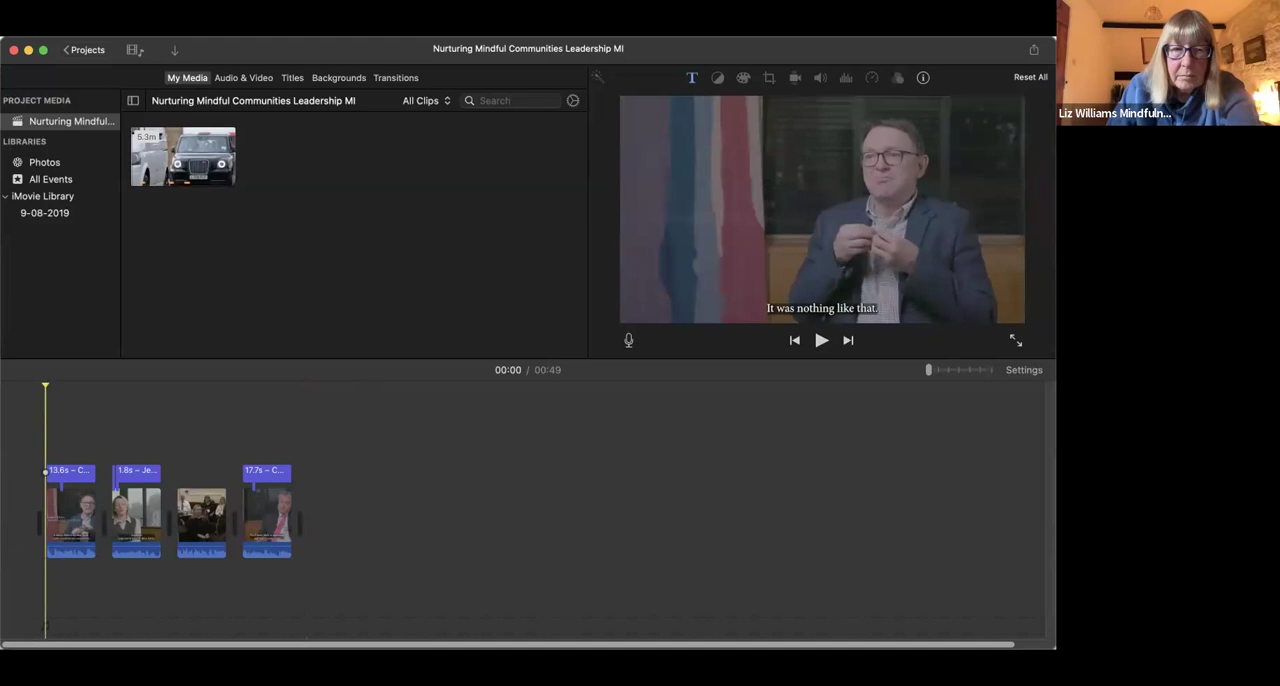 Projects
Nurturing Mindful Communities Leadership MI
My Media Audio & Video Titles Backgrounds Transitions
Reset All
PROJECT MEDIA
Nurturing Mindful...
LIBRARIES
Photos
All Events
iMovie Library
9-08-2019
Nurturing Mindful Communities Leadership MI
All Clips
Search
5.3m
It was nothing like that.
Liz Williams Mindfuln...
00:00 / 00:49
Settings
13.6s – C...
1.8s – Je...
17.7s – C...